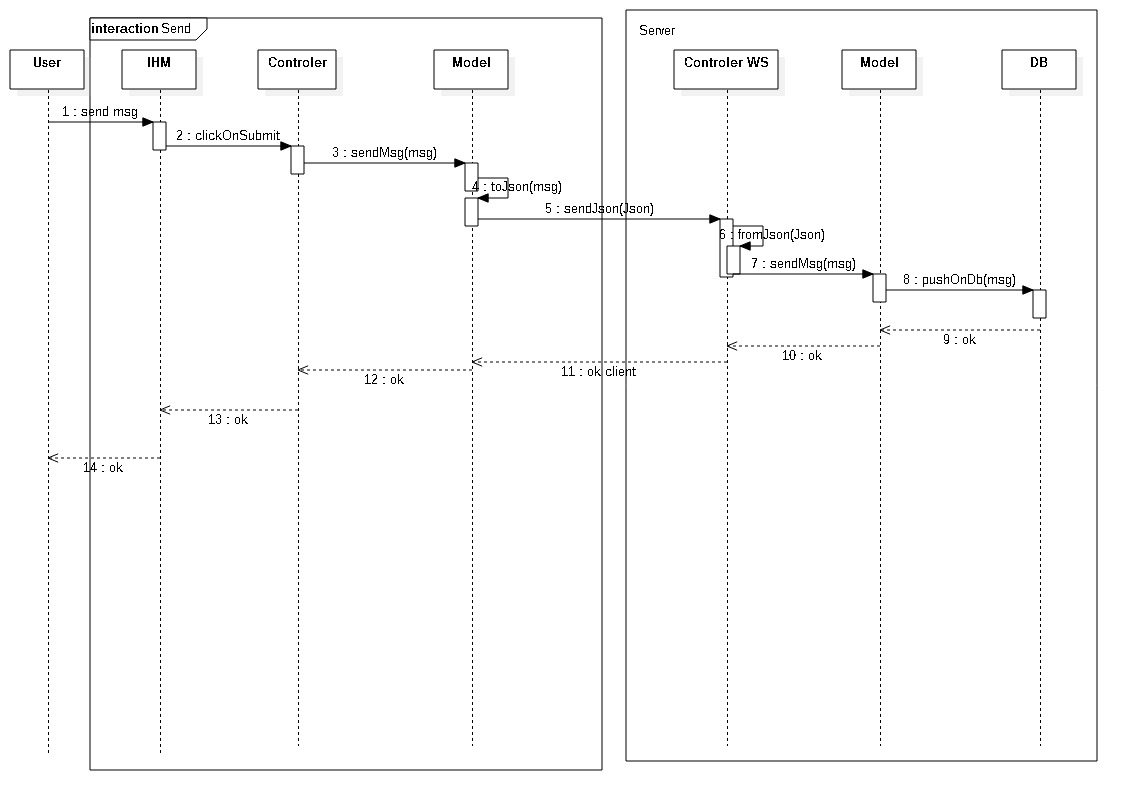 interaction Send
Server
User
IHM
Controler
Model
Controler WS
Model
DB
1 : send msg
2 : clickOnSubmit
3 : sendMsg(msg)
4 : toJson(msg)
5 : sendJson(Json)
6 : fromJson(Json)
7 : sendMsg(msg)
8 : pushOnDb(msg)
9 : ok
10 : ok
11 : ok client
12 : ok
13 : ok
14 : ok